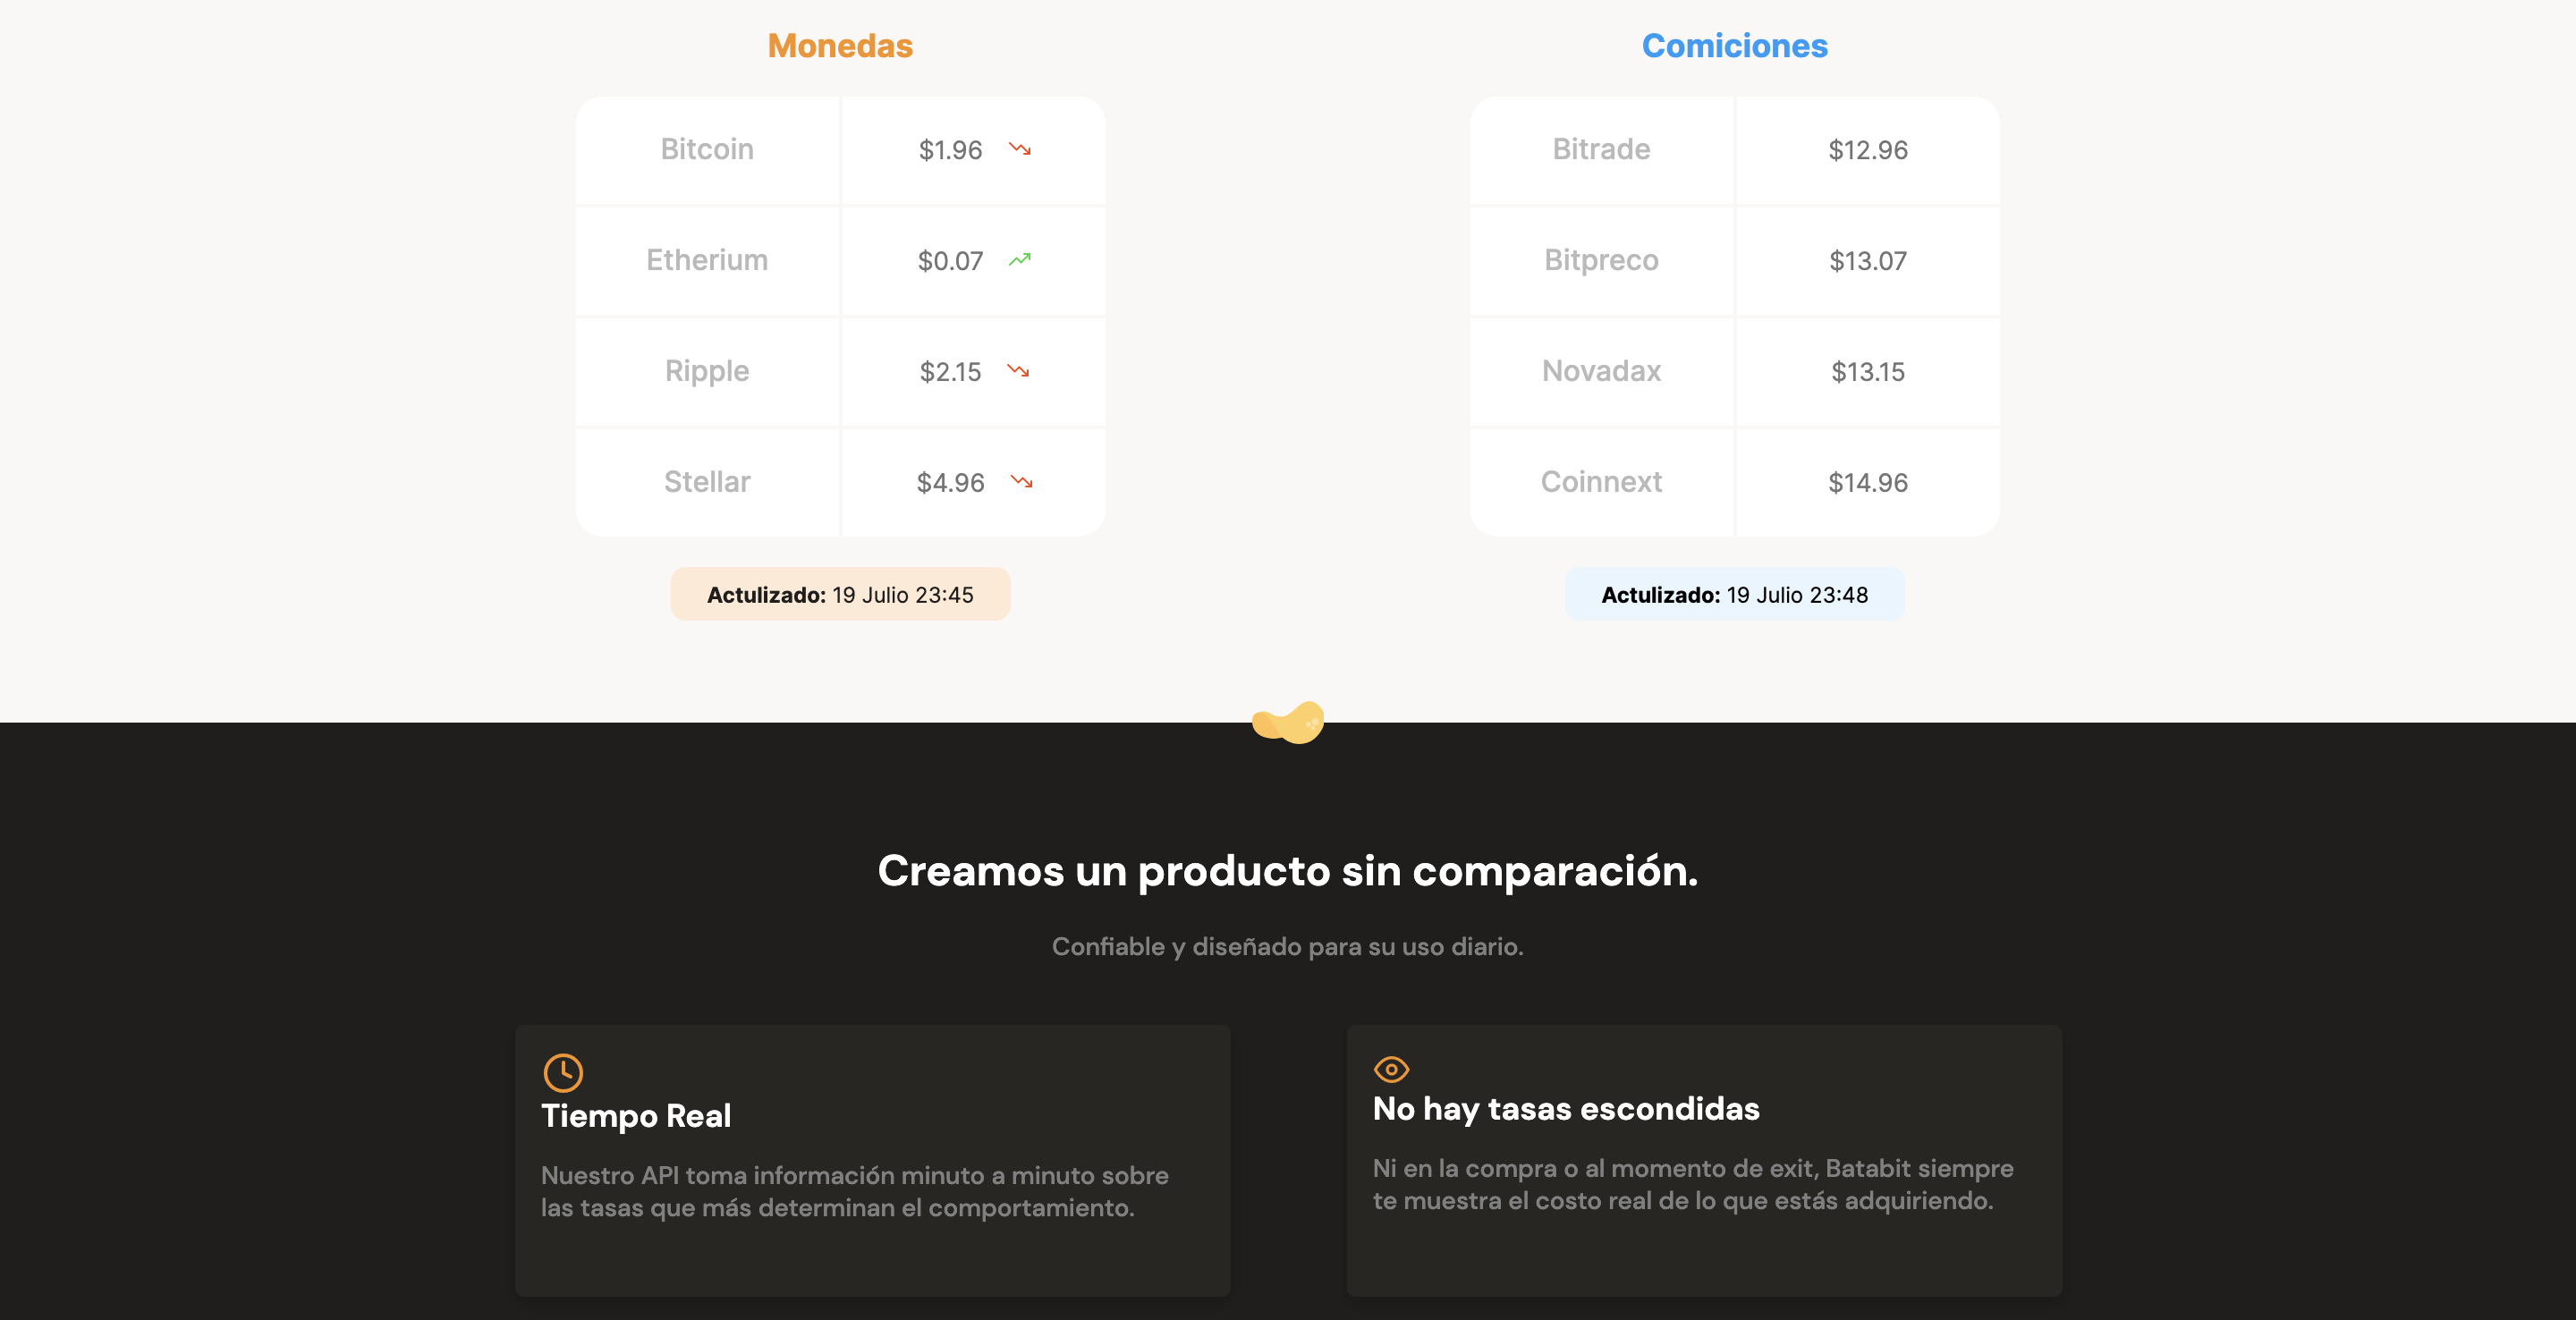 Monedas
Bitcoin $1.96
Etherium $0.07
Ripple $2.15
Stellar $4.96
Actulizado: 19 Julio 23:45
Comiciones
Bitrade $12.96
Bitpreco $13.07
Novadax $13.15
Coinnext $14.96
Actulizado: 19 Julio 23:48
Creamos un producto sin comparación.
Confiable y diseñado para su uso diario.
Tiempo Real
Nuestro API toma información minuto a minuto sobre
las tasas que más determinan el comportamiento.
No hay tasas escondidas
Ni en la compra o al momento de exit, Batabit siempre
te muestra el costo real de lo que estás adquiriendo.